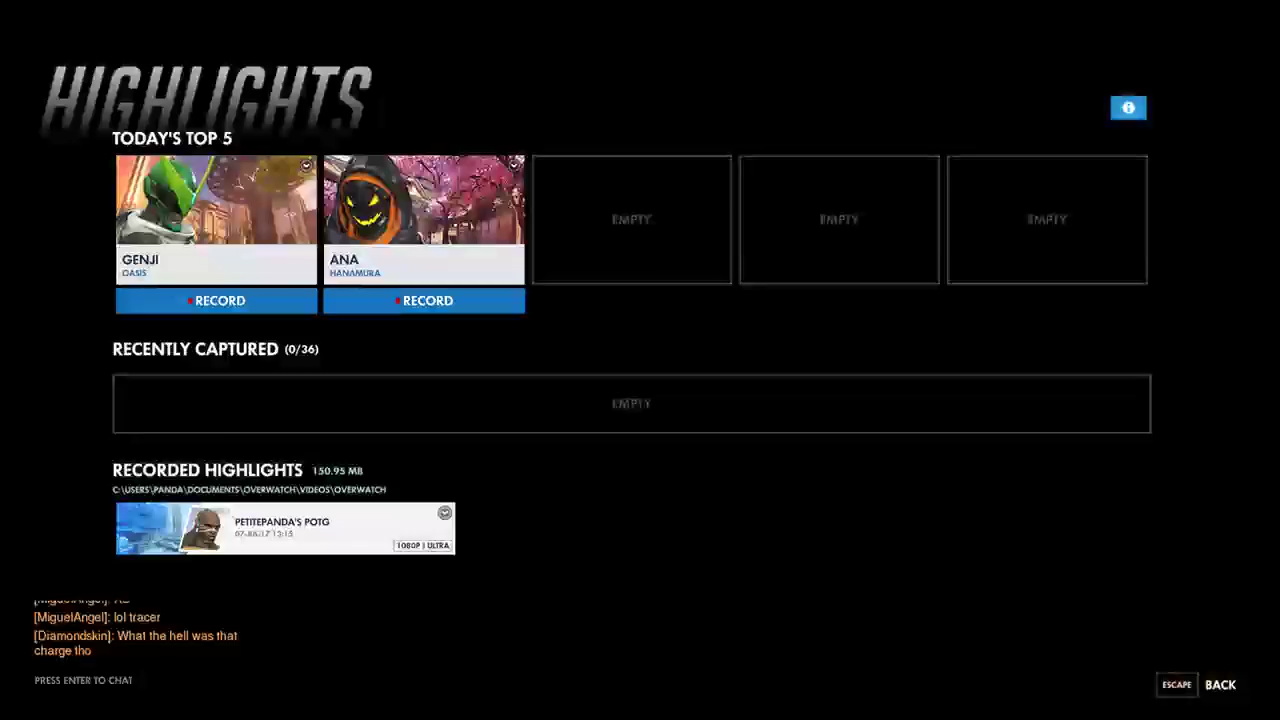 HIGHLIGHTS
TODAY'S TOP 5
GENJI
OASIS
ANA
HANAMURA
EMPTY
EMPTY
EMPTY
RECORD
RECORD
RECENTLY CAPTURED (0/36)
EMPTY
RECORDED HIGHLIGHTS 150.95 MB
C:\USERS\PANDA\DOCUMENTS\OVERWATCH\VIDEOS\OVERWATCH
PETITEPANDA'S POTG
1080P | ULTRA
[MiguelAngel]: lol tracer
[Diamondskin]: What the hell was that
charge tho
PRESS ENTER TO CHAT
ESCAPE BACK